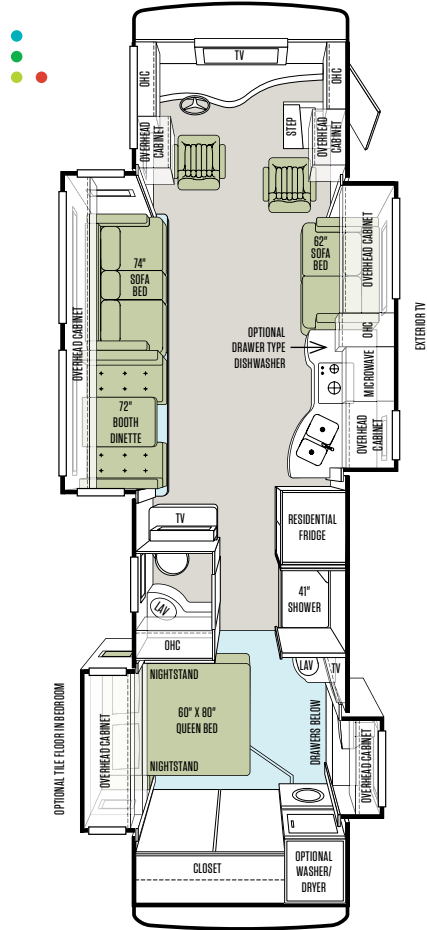 TV
OHC
OHC
OVERHEAD
CABINET
STEP
OVERHEAD
CABINET
74"
SOFA
BED
62"
SOFA
BED
OVERHEAD CABINET
OVERHEAD CABINET
OPTIONAL
DRAWER TYPE
DISHWASHER
OHC
MICROWAVE
EXTERIOR TV
72"
BOOTH
DINETTE
OVERHEAD
CABINET
TV
RESIDENTIAL
FRIDGE
LAV
41"
SHOWER
OHC
LAV
TV
NIGHTSTAND
60" X 80"
QUEEN BED
NIGHTSTAND
OPTIONAL TILE FLOOR IN BEDROOM
OVERHEAD CABINET
DRAWERS BELOW
OVERHEAD CABINET
CLOSET
OPTIONAL
WASHER/
DRYER